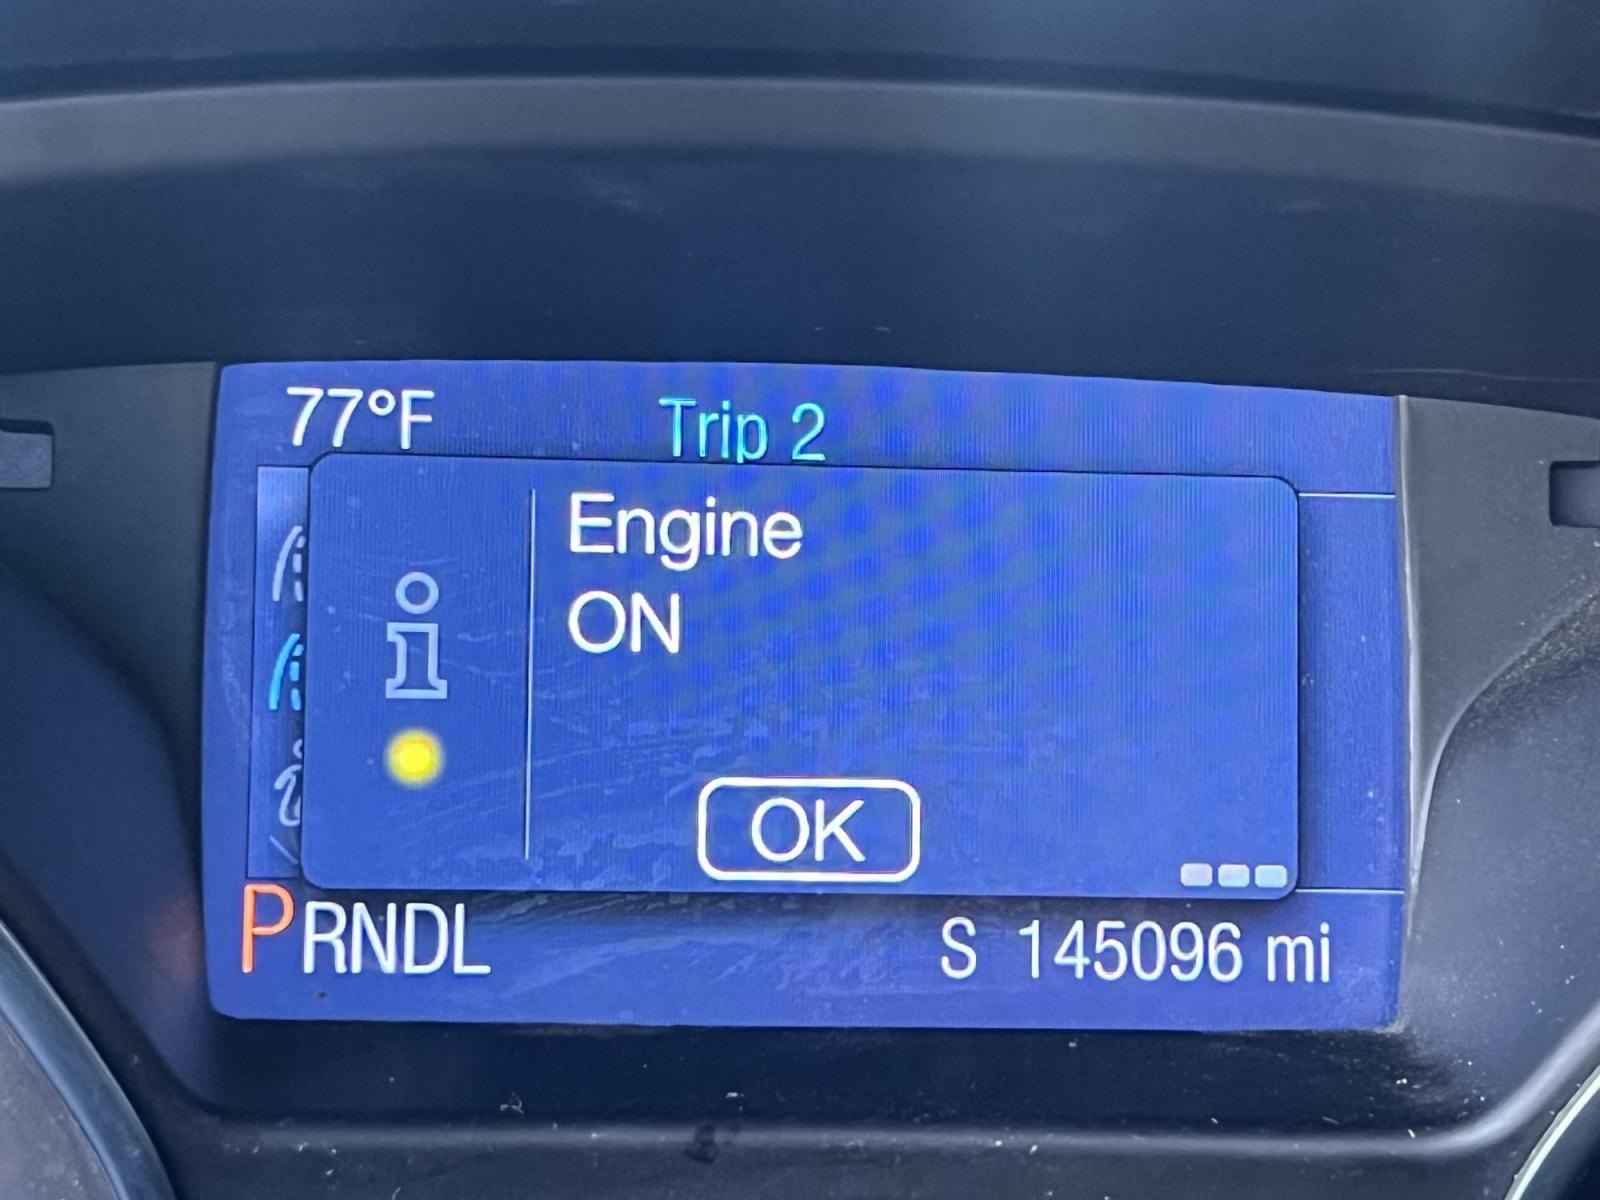 77°F
Trip 2
Engine
ON
OK
PRNDL
S 145096 mi